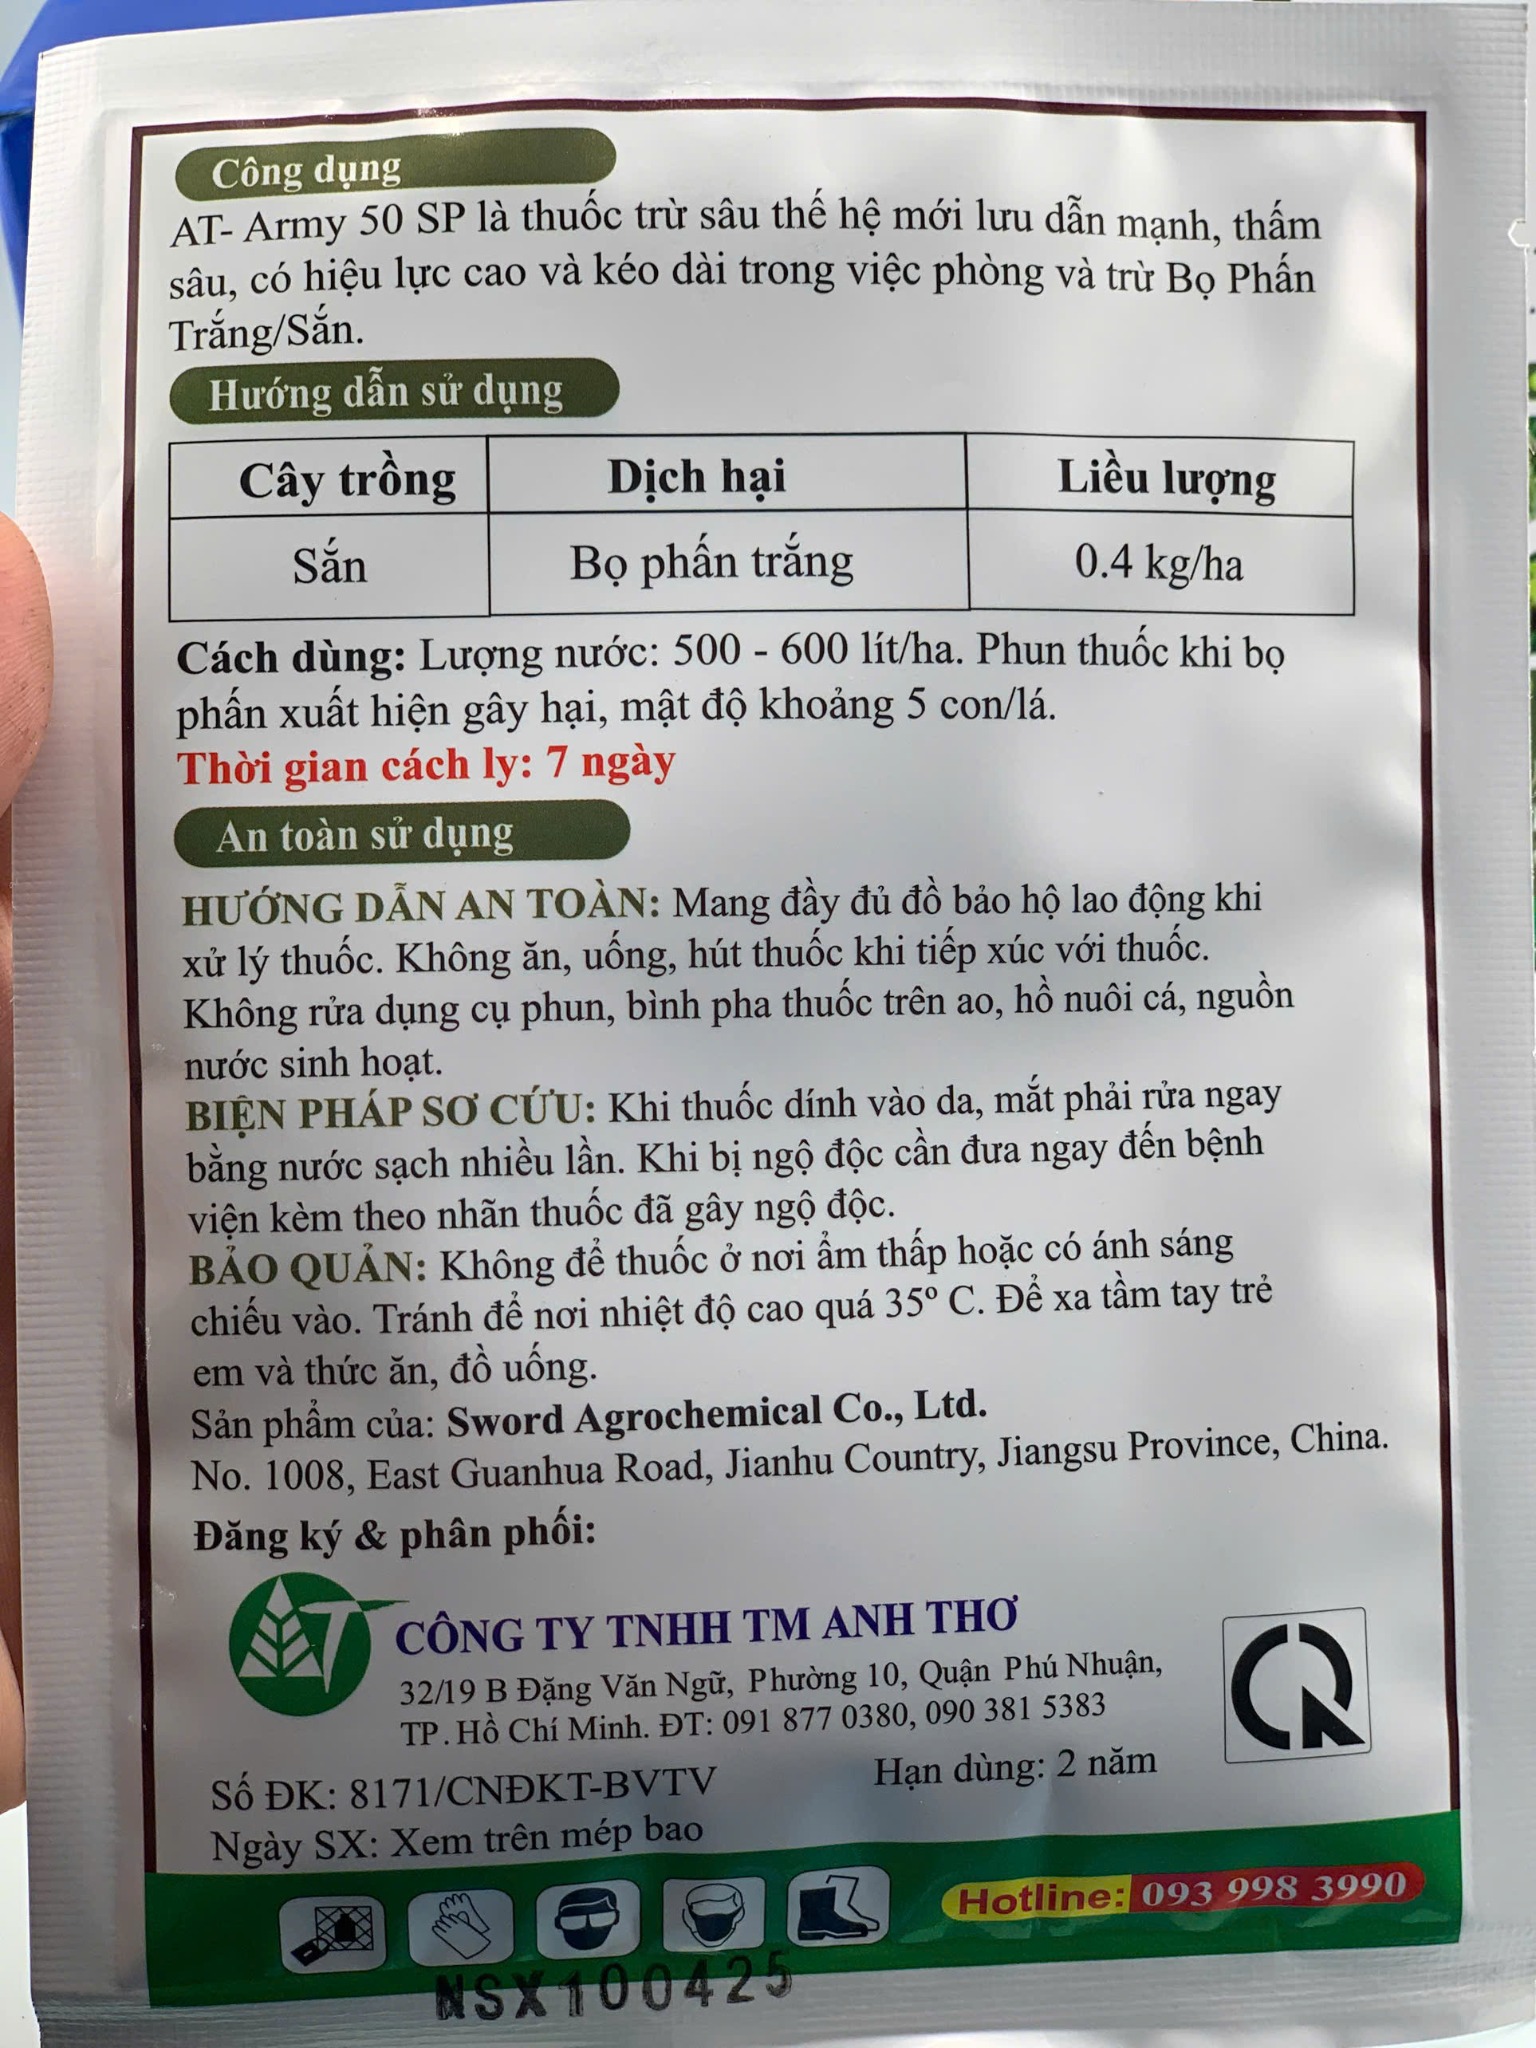 Công dụng
AT- Army 50 SP là thuốc trừ sâu thế hệ mới lưu dẫn mạnh, thấm
sâu, có hiệu lực cao và kéo dài trong việc phòng và trừ Bọ Phấn
Trắng/Sắn.
Hướng dẫn sử dụng
Cây trồng Dịch hại Liều lượng
Sắn Bọ phấn trắng 0.4 kg/ha
Cách dùng: Lượng nước: 500 - 600 lít/ha. Phun thuốc khi bọ
phấn xuất hiện gây hại, mật độ khoảng 5 con/lá.
Thời gian cách ly: 7 ngày
An toàn sử dụng
HƯỚNG DẪN AN TOÀN: Mang đầy đủ đồ bảo hộ lao động khi
xử lý thuốc. Không ăn, uống, hút thuốc khi tiếp xúc với thuốc.
Không rửa dụng cụ phun, bình pha thuốc trên ao, hồ nuôi cá, nguồn
nước sinh hoạt.
BIỆN PHÁP SƠ CỨU: Khi thuốc dính vào da, mắt phải rửa ngay
bằng nước sạch nhiều lần. Khi bị ngộ độc cần đưa ngay đến bệnh
viện kèm theo nhãn thuốc đã gây ngộ độc.
BẢO QUẢN: Không để thuốc ở nơi ẩm thấp hoặc có ánh sáng
chiếu vào. Tránh để nơi nhiệt độ cao quá 35º C. Để xa tầm tay trẻ
em và thức ăn, đồ uống.
Sản phẩm của: Sword Agrochemical Co., Ltd.
No. 1008, East Guanhua Road, Jianhu Country, Jiangsu Province, China.
Đăng ký & phân phối:
CÔNG TY TNHH TM ANH THƠ
32/19 B Đặng Văn Ngữ, Phường 10, Quận Phú Nhuận,
TP. Hồ Chí Minh. ĐT: 091 877 0380, 090 381 5383
Số ĐK: 8171/CNĐKT-BVTV Hạn dùng: 2 năm
Ngày SX: Xem trên mép bao
Hotline: 093 998 3990
NSX100425